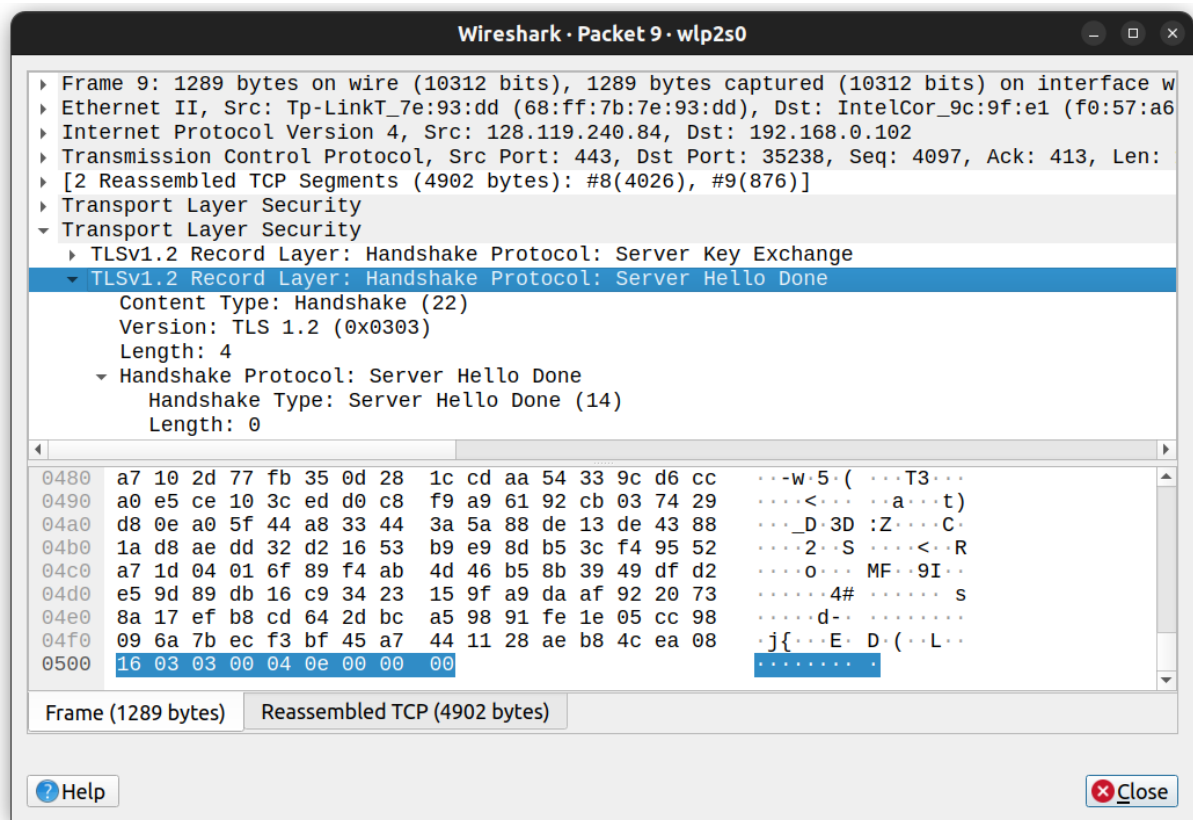 Wireshark · Packet 9 · wlp2s0
Frame 9: 1289 bytes on wire (10312 bits), 1289 bytes captured (10312 bits) on interface w
Ethernet II, Src: Tp-LinkT_7e:93:dd (68:ff:7b:7e:93:dd), Dst: IntelCor_9c:9f:e1 (f0:57:a6
Internet Protocol Version 4, Src: 128.119.240.84, Dst: 192.168.0.102
Transmission Control Protocol, Src Port: 443, Dst Port: 35238, Seq: 4097, Ack: 413, Len:
[2 Reassembled TCP Segments (4902 bytes): #8(4026), #9(876)]
Transport Layer Security
Transport Layer Security
TLSv1.2 Record Layer: Handshake Protocol: Server Key Exchange
TLSv1.2 Record Layer: Handshake Protocol: Server Hello Done
Content Type: Handshake (22)
Version: TLS 1.2 (0x0303)
Length: 4
Handshake Protocol: Server Hello Done
Handshake Type: Server Hello Done (14)
Length: 0
0480 a7 10 2d 77 fb 35 0d 28 1c cd aa 54 33 9c d6 cc ··-w·5·( ···T3···
0490 a0 e5 ce 10 3c ed d0 c8 f9 a9 61 92 cb 03 74 29 ····<··· ··a···t)
04a0 d8 0e a0 5f 44 a8 33 44 3a 5a 88 de 13 de 43 88 ···_D·3D :Z····C·
04b0 1a d8 ae dd 32 d2 16 53 b9 e9 8d b5 3c f4 95 52 ····2··S ····<··R
04c0 a7 1d 04 01 6f 89 f4 ab 4d 46 b5 8b 39 49 df d2 ····o··· MF··9I··
04d0 e5 9d 89 db 16 c9 34 23 15 9f a9 da af 92 20 73 ······4# ······ s
04e0 8a 17 ef b8 cd 64 2d bc a5 98 91 fe 1e 05 cc 98 ·····d-· ········
04f0 09 6a 7b ec f3 bf 45 a7 44 11 28 ae b8 4c ea 08 ·j{···E· D·(··L··
0500 16 03 03 00 04 0e 00 00 00 ········ ·
Frame (1289 bytes) Reassembled TCP (4902 bytes)
Help Close